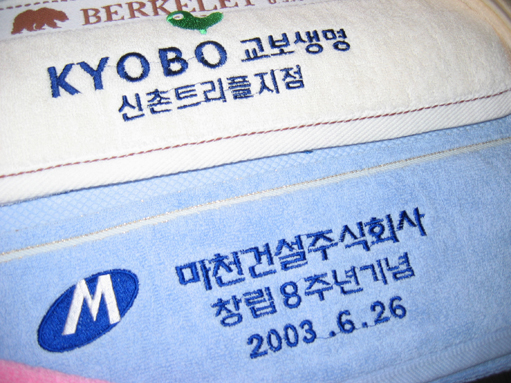 BERKELEY
KYOBO 교보생명
신촌트리플지점
M 마천건설주식회사
창립8주년기념
2003.6.26